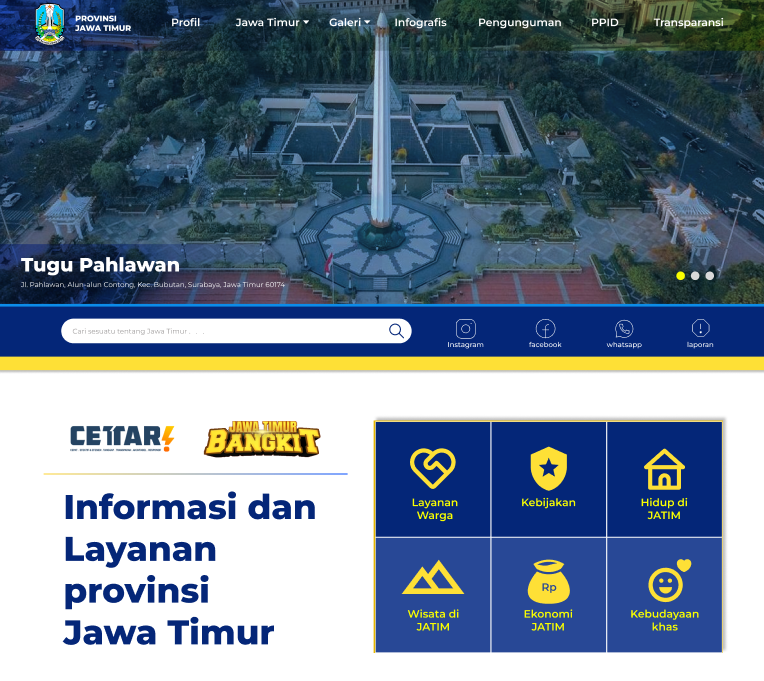 PROVINSI
JAWA TIMUR
Profil
Jawa Timur
Galeri
Infografis
Pengunguman
PPID
Transparansi
Tugu Pahlawan
Jl. Pahlawan, Alun-alun Contong, Kec. Bubutan, Surabaya, Jawa Timur 60174
Cari sesuatu tentang Jawa Timur . . .
Instagram
facebook
whatsapp
laporan
CETTAR!
JAWA TIMUR
BANGKIT
Informasi dan
Layanan
provinsi
Jawa Timur
Layanan
Warga
Kebijakan
Hidup di
JATIM
Wisata di
JATIM
Rp
Ekonomi
JATIM
Kebudayaan
khas